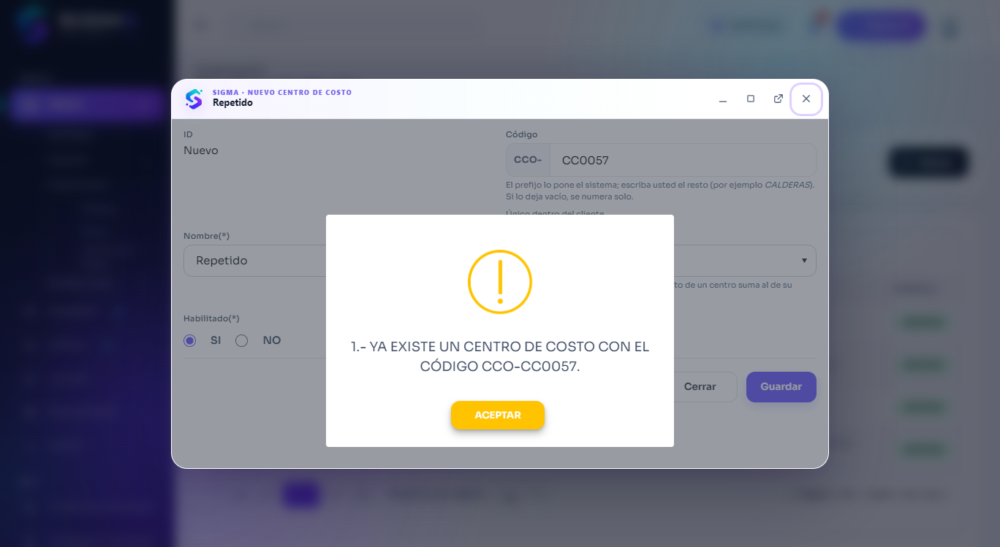 SIGMA · NUEVO CENTRO DE COSTO
Repetido
ID
Nuevo
Código
CCO-
CC0057
El prefijo lo pone el sistema; escriba usted el resto (por ejemplo CALDERAS).
Si lo deja vacío, se numera solo.
Único dentro del cliente
Nombre(*)
Repetido
to de un centro suma al de su
Habilitado(*)
SI
NO
1.- YA EXISTE UN CENTRO DE COSTO CON EL
CÓDIGO CCO-CC0057.
ACEPTAR
Cerrar
Guardar